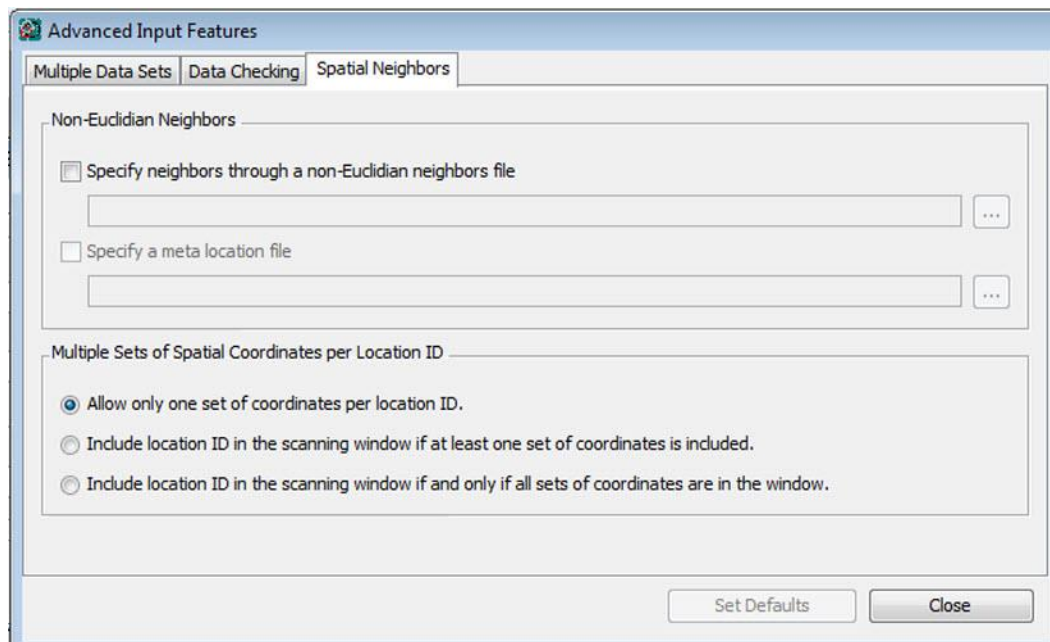 Advanced Input Features
Multiple Data Sets Data Checking Spatial Neighbors
Non-Euclidian Neighbors
Specify neighbors through a non-Euclidian neighbors file
...
Specify a meta location file
...
Multiple Sets of Spatial Coordinates per Location ID
Allow only one set of coordinates per location ID.
Include location ID in the scanning window if at least one set of coordinates is included.
Include location ID in the scanning window if and only if all sets of coordinates are in the window.
Set Defaults Close